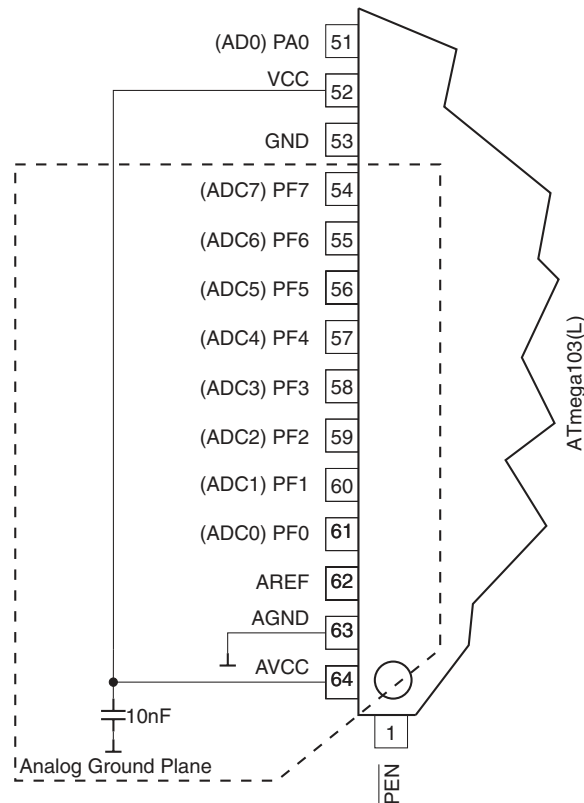 (AD0) PA0 51
VCC 52
GND 53
(ADC7) PF7 54
(ADC6) PF6 55
(ADC5) PF5 56
(ADC4) PF4 57
(ADC3) PF3 58
(ADC2) PF2 59
(ADC1) PF1 60
(ADC0) PF0 61
AREF 62
AGND 63
AVCC 64
10nF
Analog Ground Plane
1
PEN
ATmega103(L)